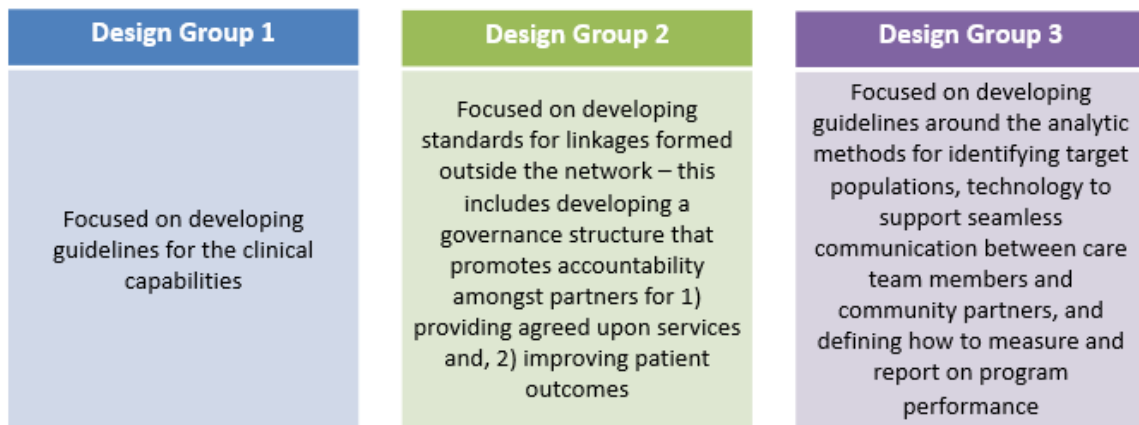 Design Group 1
Focused on developing
guidelines for the clinical
capabilities
Design Group 2
Focused on developing
standards for linkages formed
outside the network – this
includes developing a
governance structure that
promotes accountability
amongst partners for 1)
providing agreed upon services
and, 2) improving patient
outcomes
Design Group 3
Focused on developing
guidelines around the analytic
methods for identifying target
populations, technology to
support seamless
communication between care
team members and
community partners, and
defining how to measure and
report on program
performance